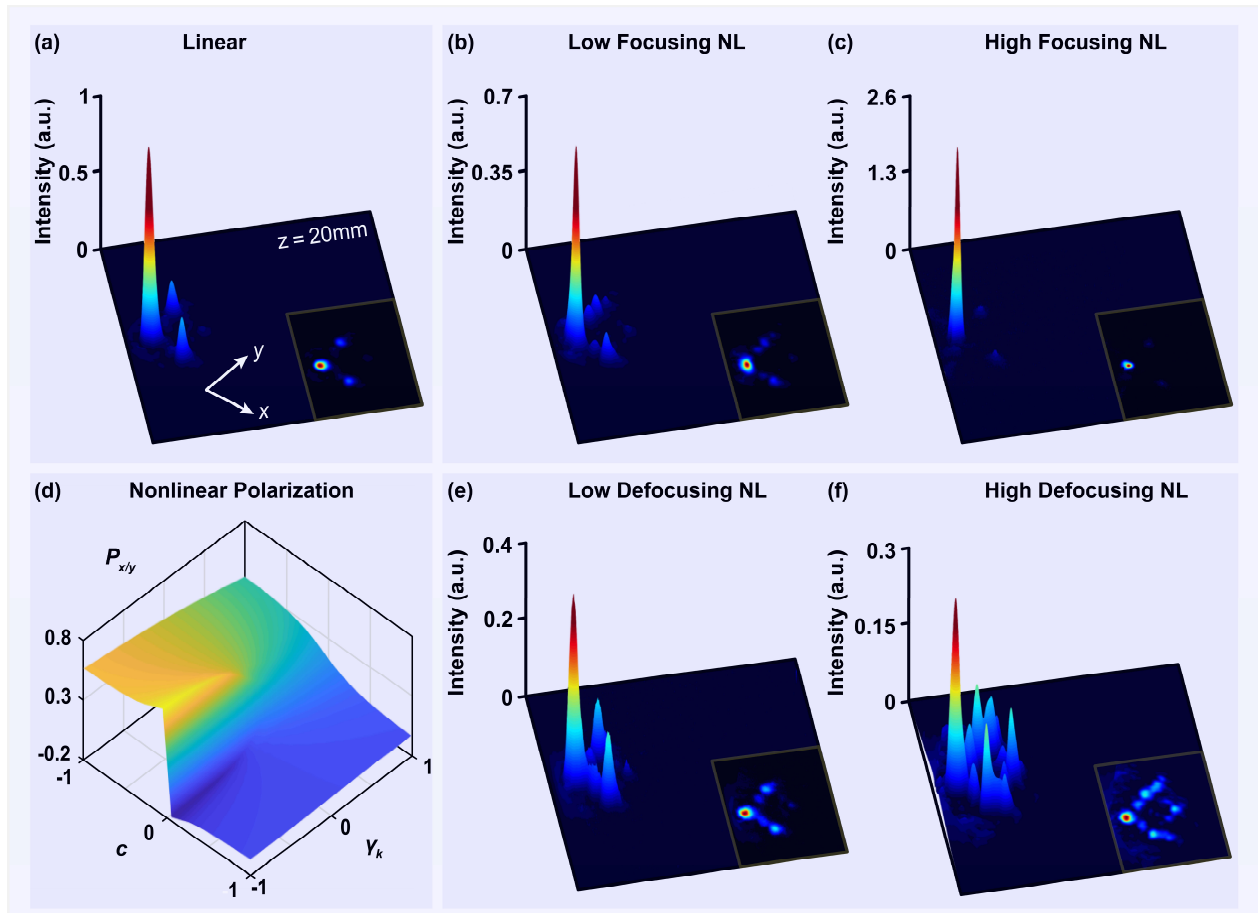 (a) Linear
Intensity (a.u.)
1
0.5
0
z = 20mm
y
x
(b) Low Focusing NL
Intensity (a.u.)
0.7
0.35
0
(c) High Focusing NL
Intensity (a.u.)
2.6
1.3
0
(d) Nonlinear Polarization
Px/y
0.8
0.3
-0.2
-1
0
1
c
-1
0
1
γk
(e) Low Defocusing NL
Intensity (a.u.)
0.4
0.2
0
(f) High Defocusing NL
Intensity (a.u.)
0.3
0.15
0